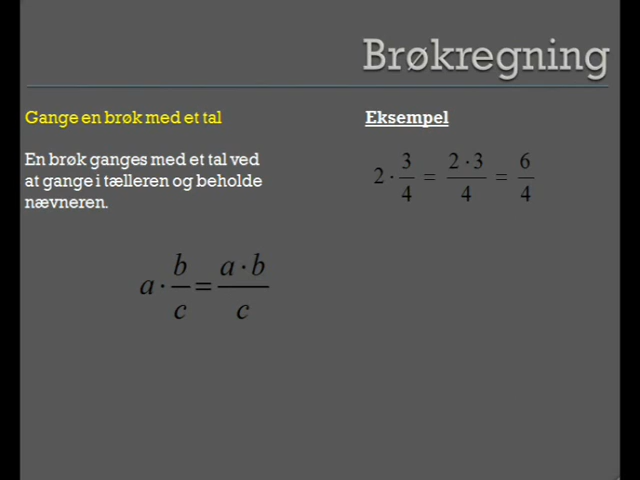 Brøkregning
Gange en brøk med et tal
En brøk ganges med et tal ved
at gange i tælleren og beholde
nævneren.
a · b/c = a · b/c
Eksempel
2 · 3/4 = 2 · 3/4 = 6/4